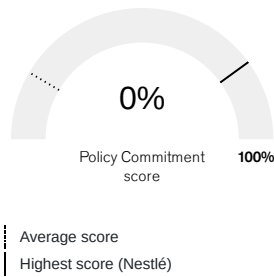 0%
Policy Commitment
score
100%
Average score
Highest score (Nestlé)